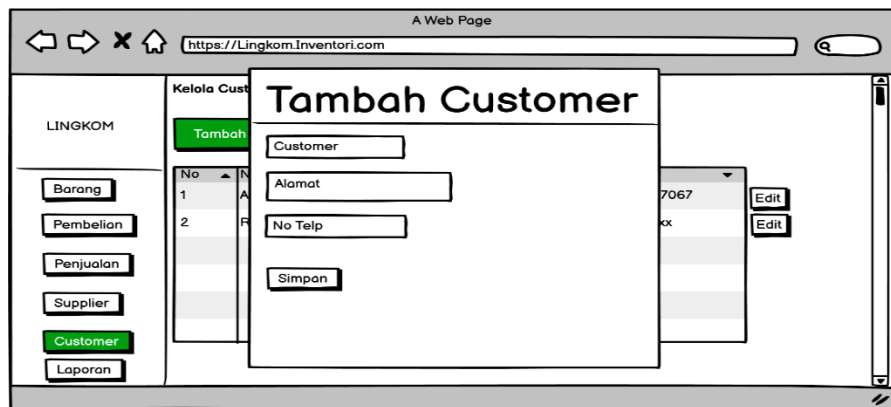 A Web Page
https://Lingkom.Inventori.com
LINGKOM
Barang
Pembelian
Penjualan
Supplier
Customer
Laporan
Kelola Cust
Tambah
No N
1 A 7067 Edit
2 R xx Edit
Tambah Customer
Customer
Alamat
No Telp
Simpan